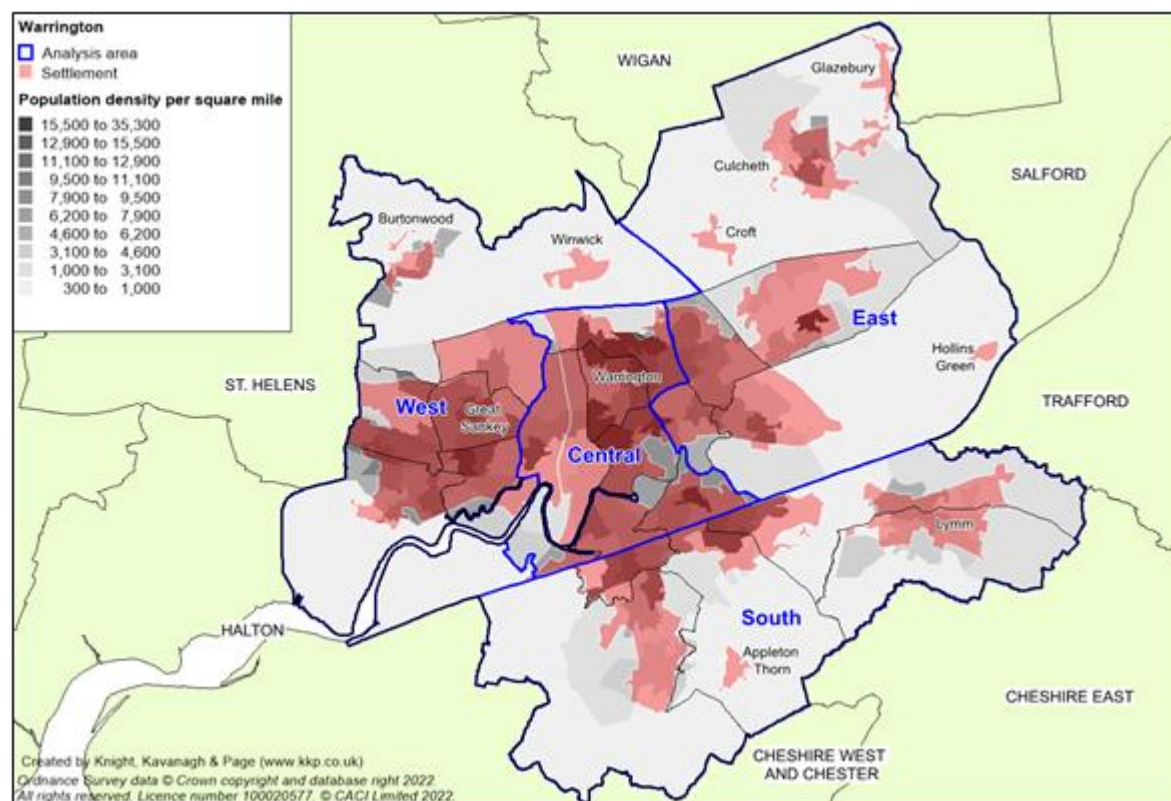 Warrington
Analysis area
Settlement
Population density per square mile
15,500 to 35,300
12,900 to 15,500
11,100 to 12,900
9,500 to 11,100
7,900 to 9,500
6,200 to 7,900
4,600 to 6,200
3,100 to 4,600
1,000 to 3,100
300 to 1,000
WIGAN
Glazebury
Culcheth
SALFORD
Burtonwood
Winwick
Croft
East
Hollins
Green
ST. HELENS
Warrington
West
Great
Sankey
TRAFFORD
Central
Lymm
South
HALTON
Appleton
Thorn
CHESHIRE EAST
CHESHIRE WEST
AND CHESTER
Created by Knight, Kavanagh & Page (www.kkp.co.uk)
Ordnance Survey data © Crown copyright and database right 2022.
All rights reserved. Licence number 100020577. © CACI Limited 2022.